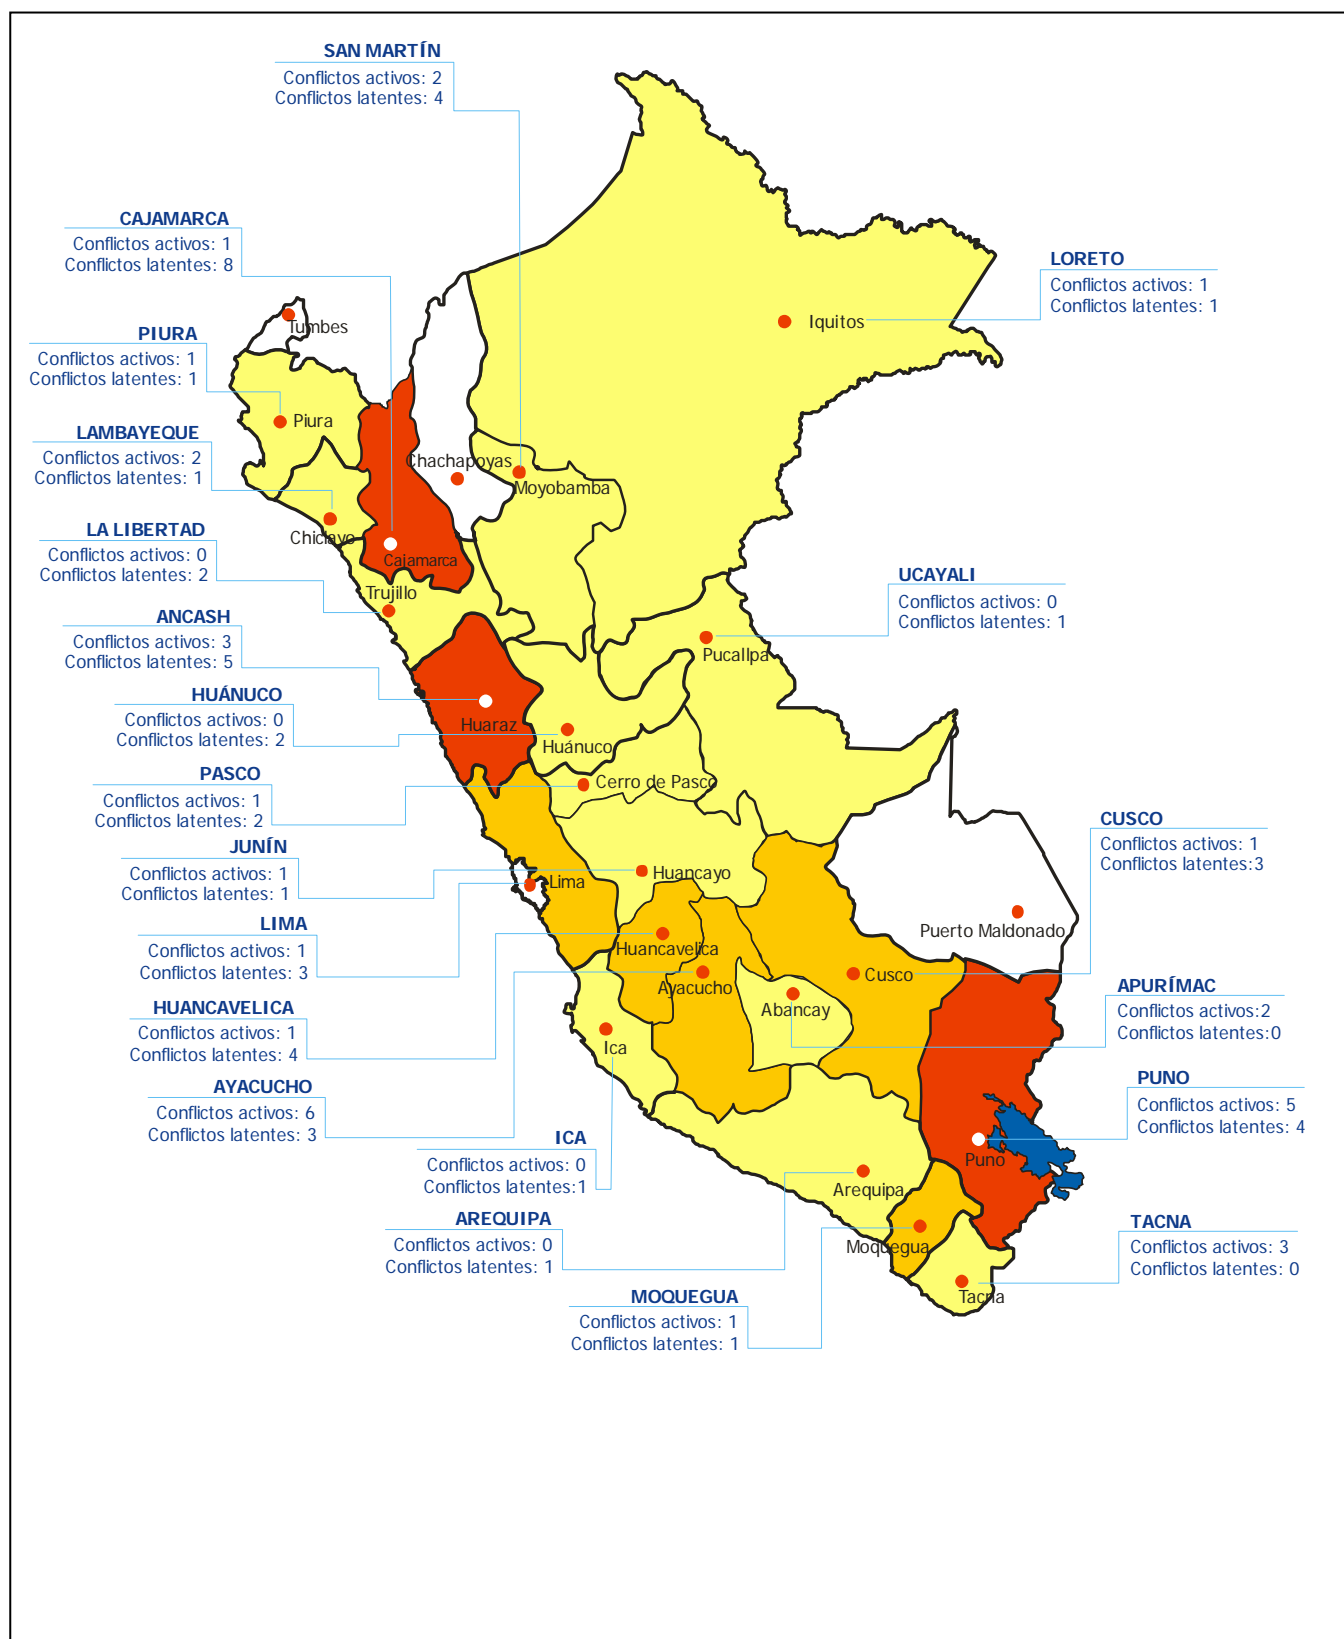 SAN MARTÍN
Conflictos activos: 2
Conflictos latentes: 4
CAJAMARCA
Conflictos activos: 1
Conflictos latentes: 8
LORETO
Conflictos activos: 1
Conflictos latentes: 1
PIURA
Conflictos activos: 1
Conflictos latentes: 1
LAMBAYEQUE
Conflictos activos: 2
Conflictos latentes: 1
LA LIBERTAD
Conflictos activos: 0
Conflictos latentes: 2
UCAYALI
Conflictos activos: 0
Conflictos latentes: 1
ANCASH
Conflictos activos: 3
Conflictos latentes: 5
HUÁNUCO
Conflictos activos: 0
Conflictos latentes: 2
PASCO
Conflictos activos: 1
Conflictos latentes: 2
CUSCO
Conflictos activos: 1
Conflictos latentes:3
JUNÍN
Conflictos activos: 1
Conflictos latentes: 1
LIMA
Conflictos activos: 1
Conflictos latentes: 3
APURÍMAC
Conflictos activos:2
Conflictos latentes:0
HUANCAVELICA
Conflictos activos: 1
Conflictos latentes: 4
PUNO
Conflictos activos: 5
Conflictos latentes: 4
AYACUCHO
Conflictos activos: 6
Conflictos latentes: 3
ICA
Conflictos activos: 0
Conflictos latentes:1
AREQUIPA
Conflictos activos: 0
Conflictos latentes: 1
TACNA
Conflictos activos: 3
Conflictos latentes: 0
MOQUEGUA
Conflictos activos: 1
Conflictos latentes: 1
Tumbes
Iquitos
Piura
Chachapoyas
Moyobamba
Chiclayo
Cajamarca
Trujillo
Pucallpa
Huaraz
Huánuco
Cerro de Pasco
Huancayo
Lima
Puerto Maldonado
Huancavelica
Cusco
Ayacucho
Abancay
Ica
Puno
Arequipa
Moquegua
Tacna